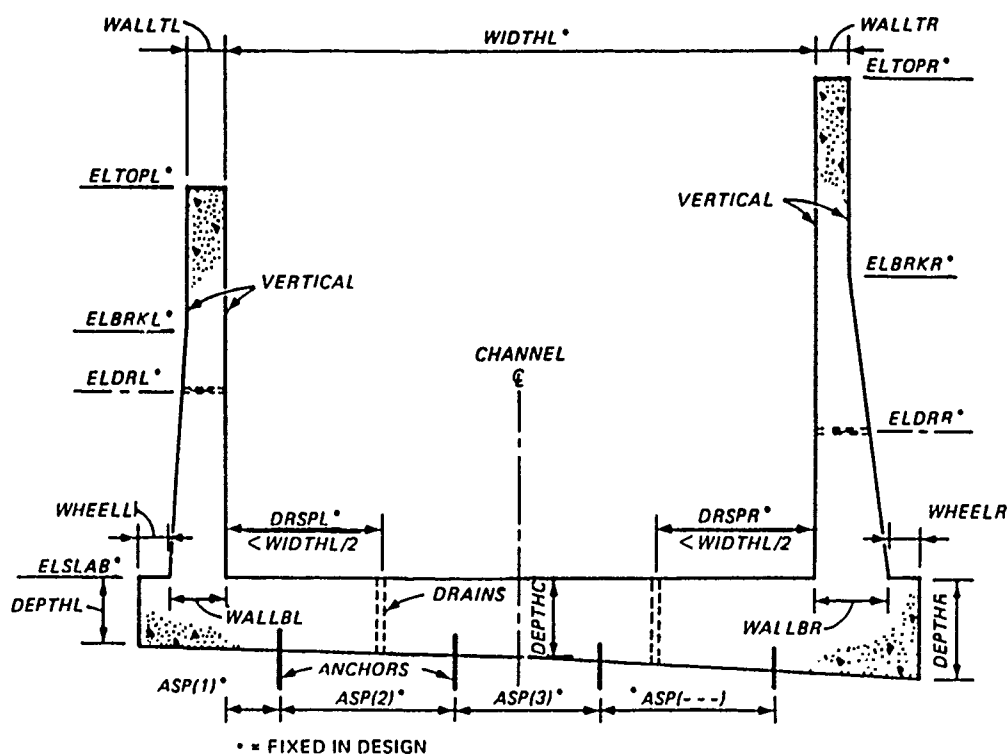 WALLTL
WIDTHL*
WALLTR
ELTOPR*
ELTOPL*
VERTICAL
VERTICAL
ELBRKR*
ELBRKL*
CHANNEL
℄
ELDRL*
ELDRR*
WHEELL
DRSPL*
<WIDTHL/2
DRSPR*
<WIDTHL/2
WHEELR
ELSLAB*
DEPTHL
WALLBL
DRAINS
DEPTHC
WALLBR
DEPTHR
ANCHORS
ASP(1)*
ASP(2)*
ASP(3)*
*ASP(---)
* = FIXED IN DESIGN